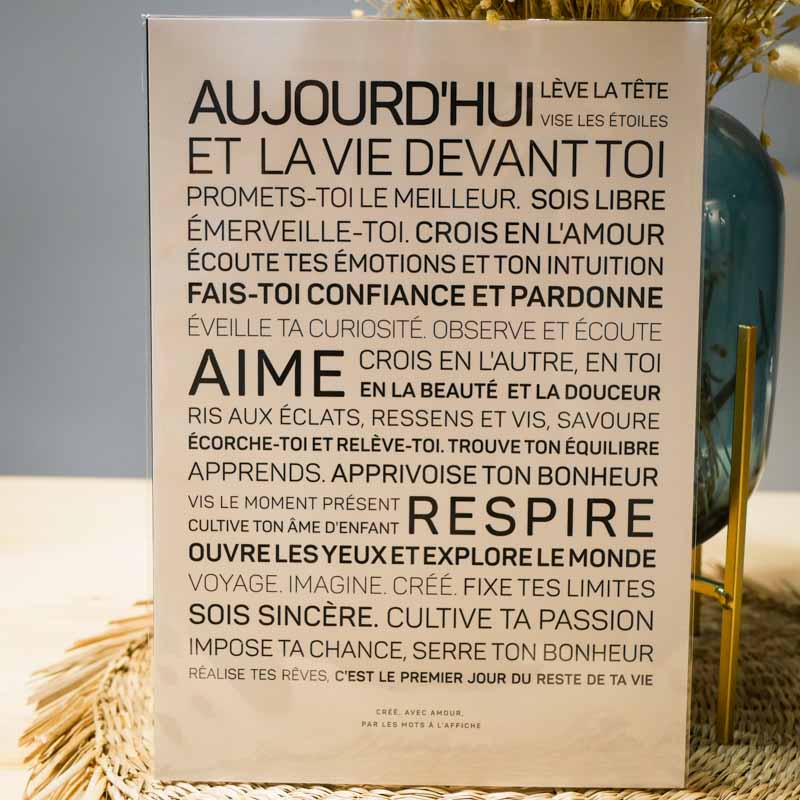 AUJOURD'HUI LÈVE LA TÊTE
VISE LES ÉTOILES
ET LA VIE DEVANT TOI
PROMETS-TOI LE MEILLEUR. SOIS LIBRE
ÉMERVEILLE-TOI. CROIS EN L'AMOUR
ÉCOUTE TES ÉMOTIONS ET TON INTUITION
FAIS-TOI CONFIANCE ET PARDONNE
ÉVEILLE TA CURIOSITÉ. OBSERVE ET ÉCOUTE
AIME CROIS EN L'AUTRE, EN TOI
EN LA BEAUTÉ ET LA DOUCEUR
RIS AUX ÉCLATS, RESSENS ET VIS, SAVOURE
ÉCORCHE-TOI ET RELÈVE-TOI. TROUVE TON ÉQUILIBRE
APPRENDS. APPRIVOISE TON BONHEUR
VIS LE MOMENT PRÉSENT
CULTIVE TON ÂME D'ENFANT RESPIRE
OUVRE LES YEUX ET EXPLORE LE MONDE
VOYAGE. IMAGINE. CRÉÉ. FIXE TES LIMITES
SOIS SINCÈRE. CULTIVE TA PASSION
IMPOSE TA CHANCE, SERRE TON BONHEUR
RÉALISE TES RÊVES, C'EST LE PREMIER JOUR DU RESTE DE TA VIE
CRÉÉ, AVEC AMOUR,
PAR LES MOTS À L'AFFICHE